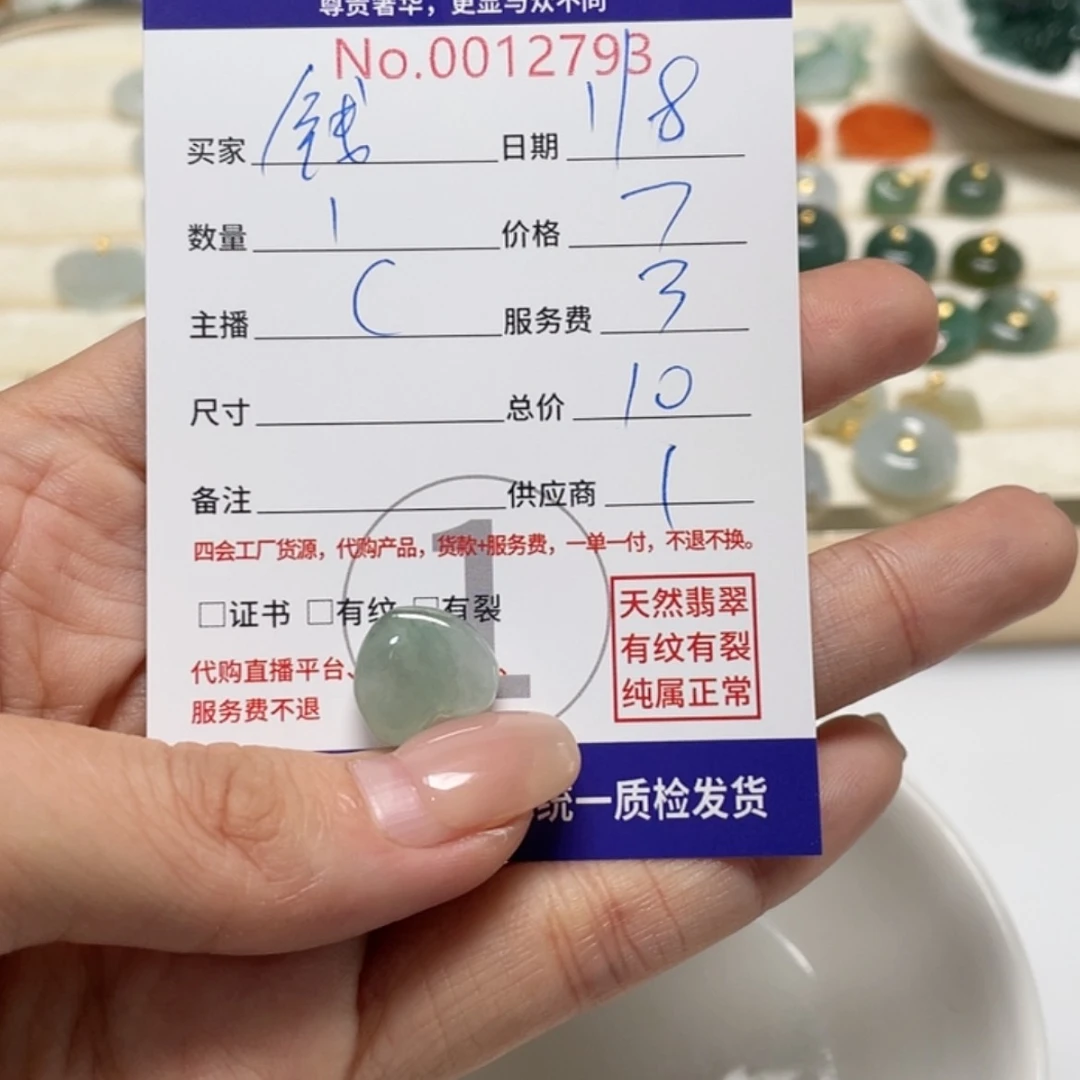 尊贵奢华，更显与众不同
No.0012793
买家 钱 日期 1/8
数量 1 价格 7
主播 C 服务费 3
尺寸 总价 10
备注 供应商 1
四会工厂货源，代购产品，货款+服务费，一单一付，不退不换。
1
□证书 □有纹 □有裂
代购直播平台、
服务费不退
天然翡翠
有纹有裂
纯属正常
统一质检发货